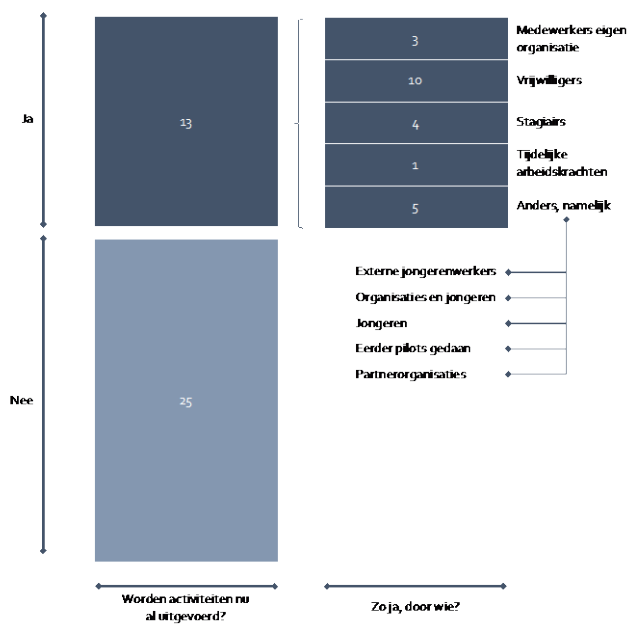 Ja
13
3
Medewerkers eigen
organisatie
10
Vrijwilligers
4
Stagiairs
1
Tijdelijke
arbeidskrachten
5
Anders, namelijk
Externe jongerenwerkers
Organisaties en jongeren
Jongeren
Eerder pilots gedaan
Partnerorganisaties
Nee
25
Worden activiteiten nu
al uitgevoerd?
Zo ja, door wie?